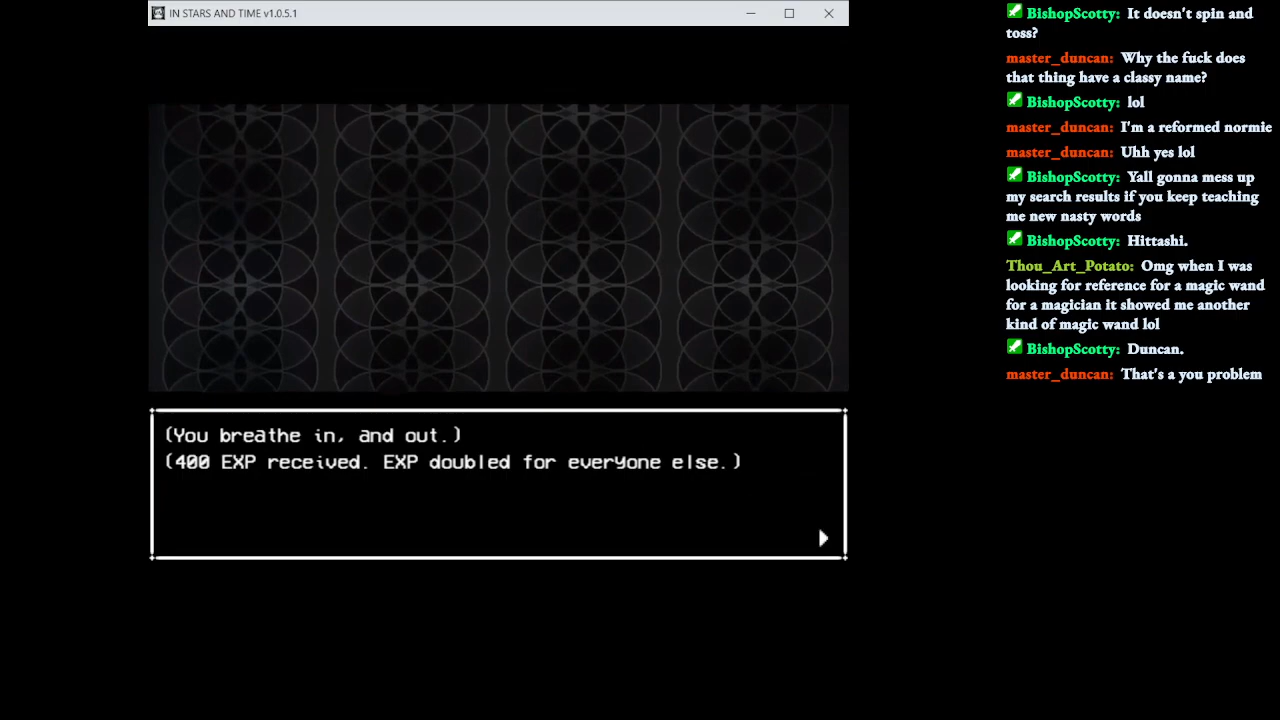 IN STARS AND TIME v1.0.5.1
(You breathe in, and out.)
(400 EXP received. EXP doubled for everyone else.)
BishopScotty: It doesn't spin and
toss?
master_duncan: Why the fuck does
that thing have a classy name?
BishopScotty: lol
master_duncan: I'm a reformed normie
master_duncan: Uhh yes lol
BishopScotty: Yall gonna mess up
my search results if you keep teaching
me new nasty words
BishopScotty: Hittashi.
Thou_Art_Potato: Omg when I was
looking for reference for a magic wand
for a magician it showed me another
kind of magic wand lol
BishopScotty: Duncan.
master_duncan: That's a you problem